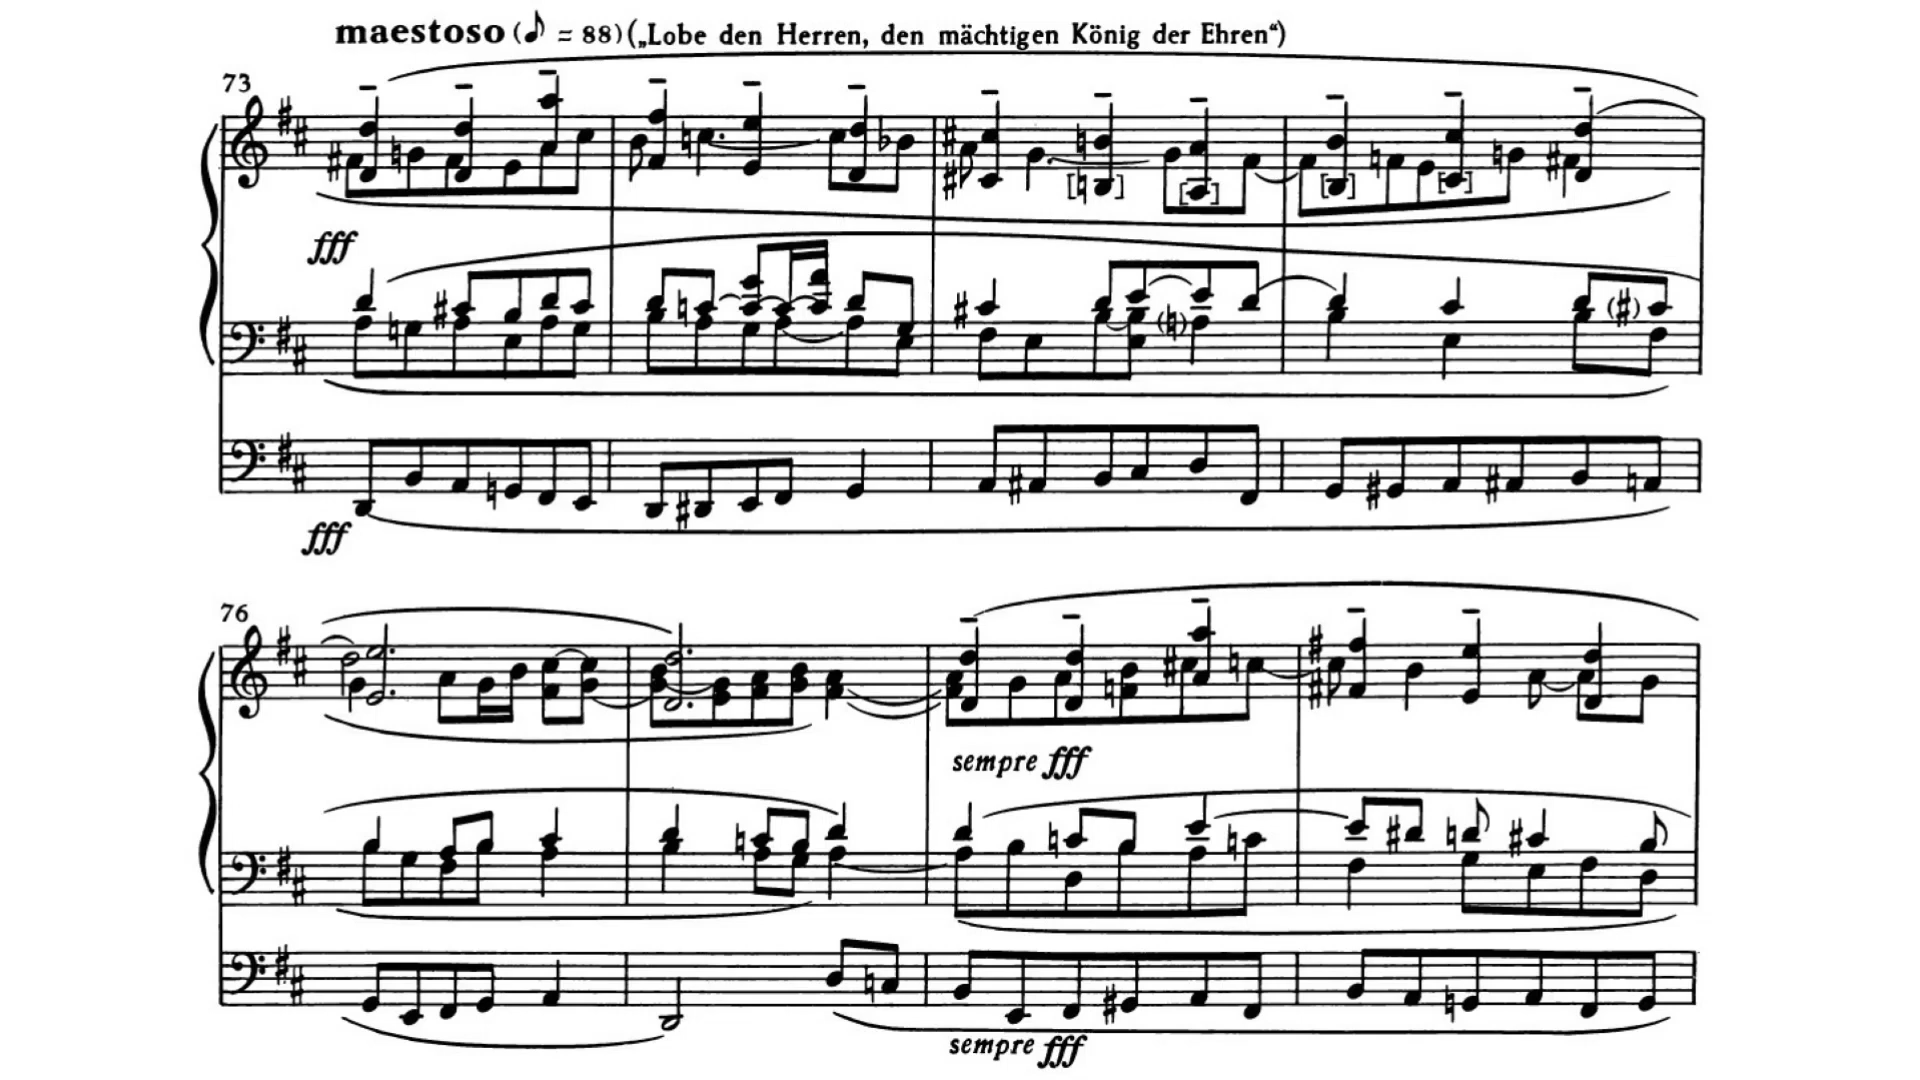 maestoso (♪ = 88) („Lobe den Herren, den mächtigen König der Ehren“)
73
fff
fff
76
sempre fff
sempre fff